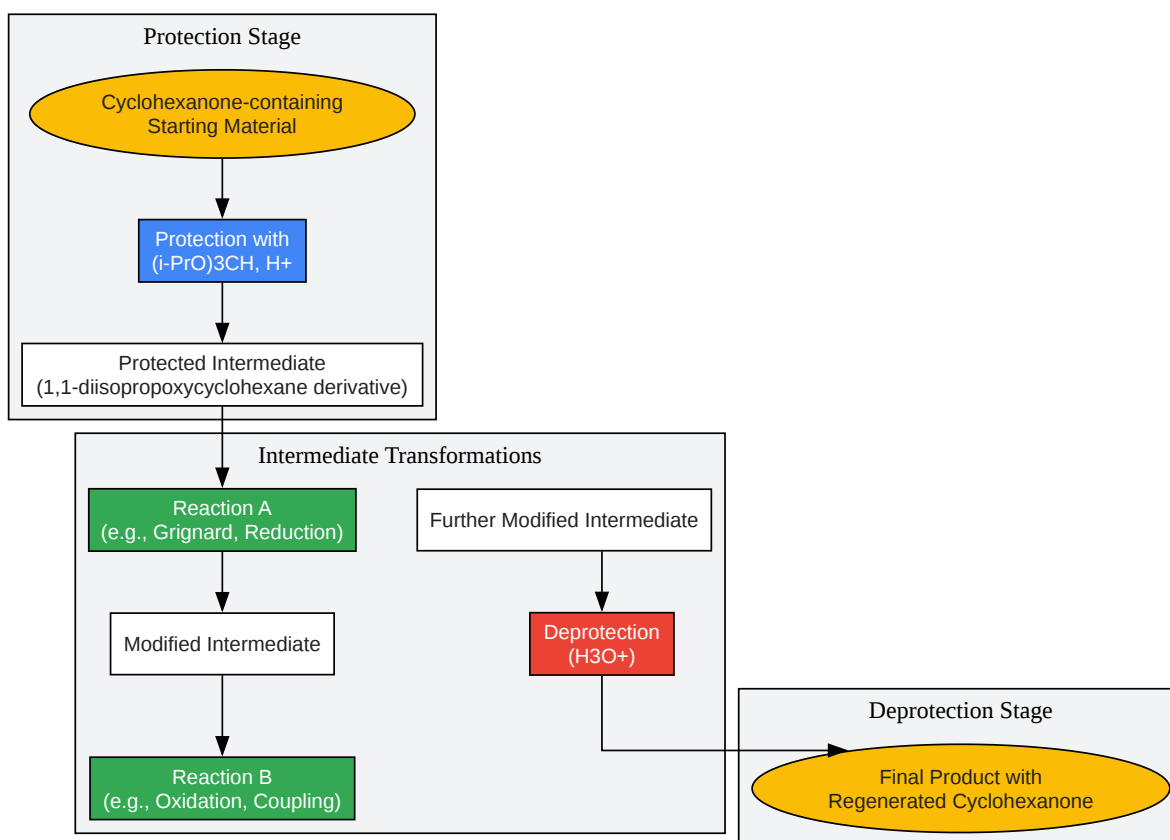 Protection Stage
Cyclohexanone-containing
Starting Material
Protection with
(i-PrO)3CH, H+
Protected Intermediate
(1,1-diisopropoxycyclohexane derivative)
Intermediate Transformations
Reaction A
(e.g., Grignard, Reduction)
Modified Intermediate
Reaction B
(e.g., Oxidation, Coupling)
Further Modified Intermediate
Deprotection
(H3O+)
Deprotection Stage
Final Product with
Regenerated Cyclohexanone